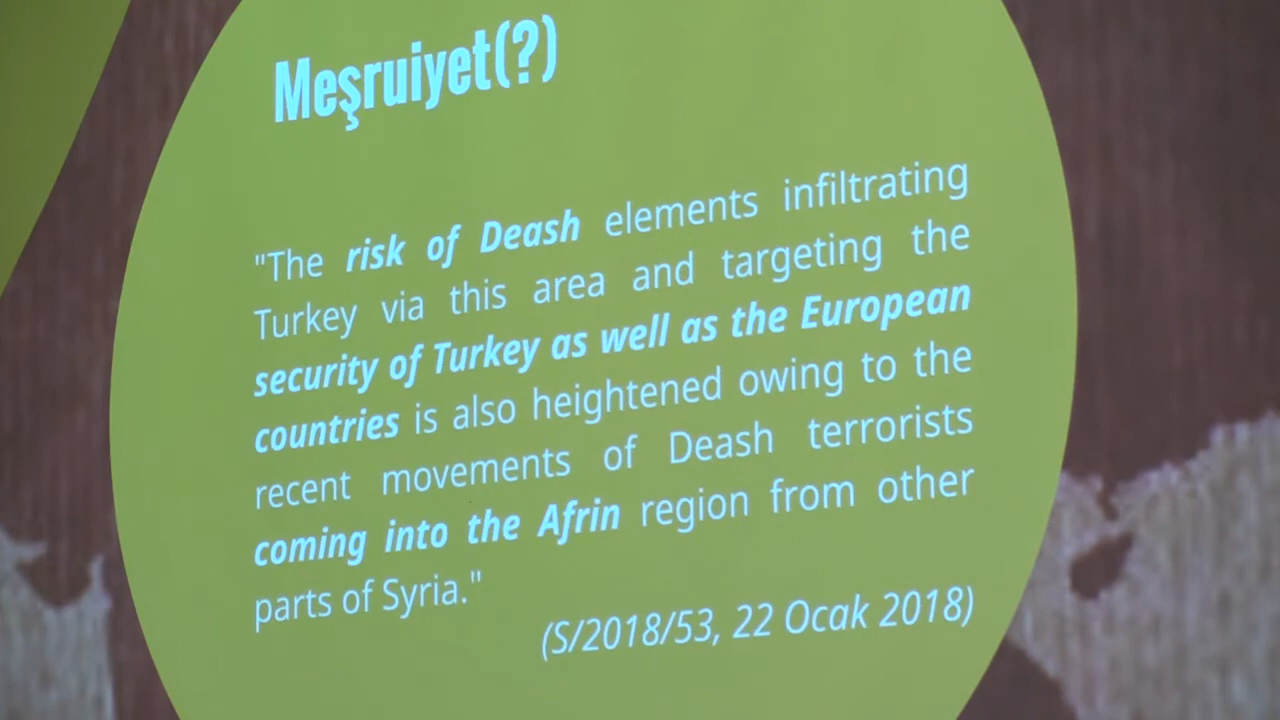 Meşruiyet(?)
"The risk of Deash elements infiltrating
Turkey via this area and targeting the
security of Turkey as well as the European
countries is also heightened owing to the
recent movements of Deash terrorists
coming into the Afrin region from other
parts of Syria."
(S/2018/53, 22 Ocak 2018)